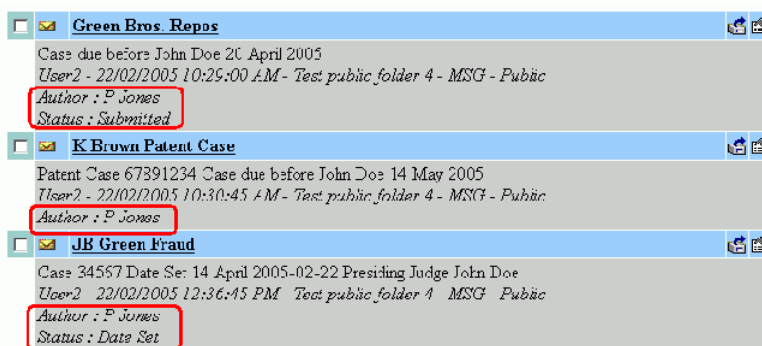 Green Bros. Repos
Case due before John Doe 20 April 2005
User2 - 22/02/2005 10:29:00 AM - Test public folder 4 - MSG - Public
Author : P Jones
Status : Submitted
K Brown Patent Case
Patent Case 67891234 Case due before John Doe 14 May 2005
User2 - 22/02/2005 10:30:45 AM - Test public folder 4 - MSG - Public
Author : P Jones
JB Green Fraud
Case 34567 Date Set 14 April 2005-02-22 Presiding Judge John Doe
User2 - 22/02/2005 12:36:45 PM - Test public folder 4 - MSG - Public
Author : P Jones
Status : Date Set